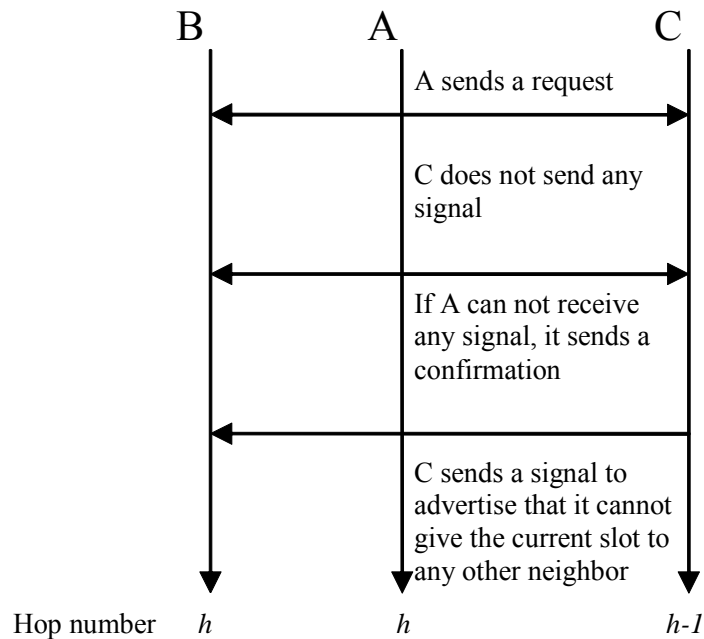 B A C
A sends a request
C does not send any
signal
If A can not receive
any signal, it sends a
confirmation
C sends a signal to
advertise that it cannot
give the current slot to
any other neighbor
Hop number h h h-1